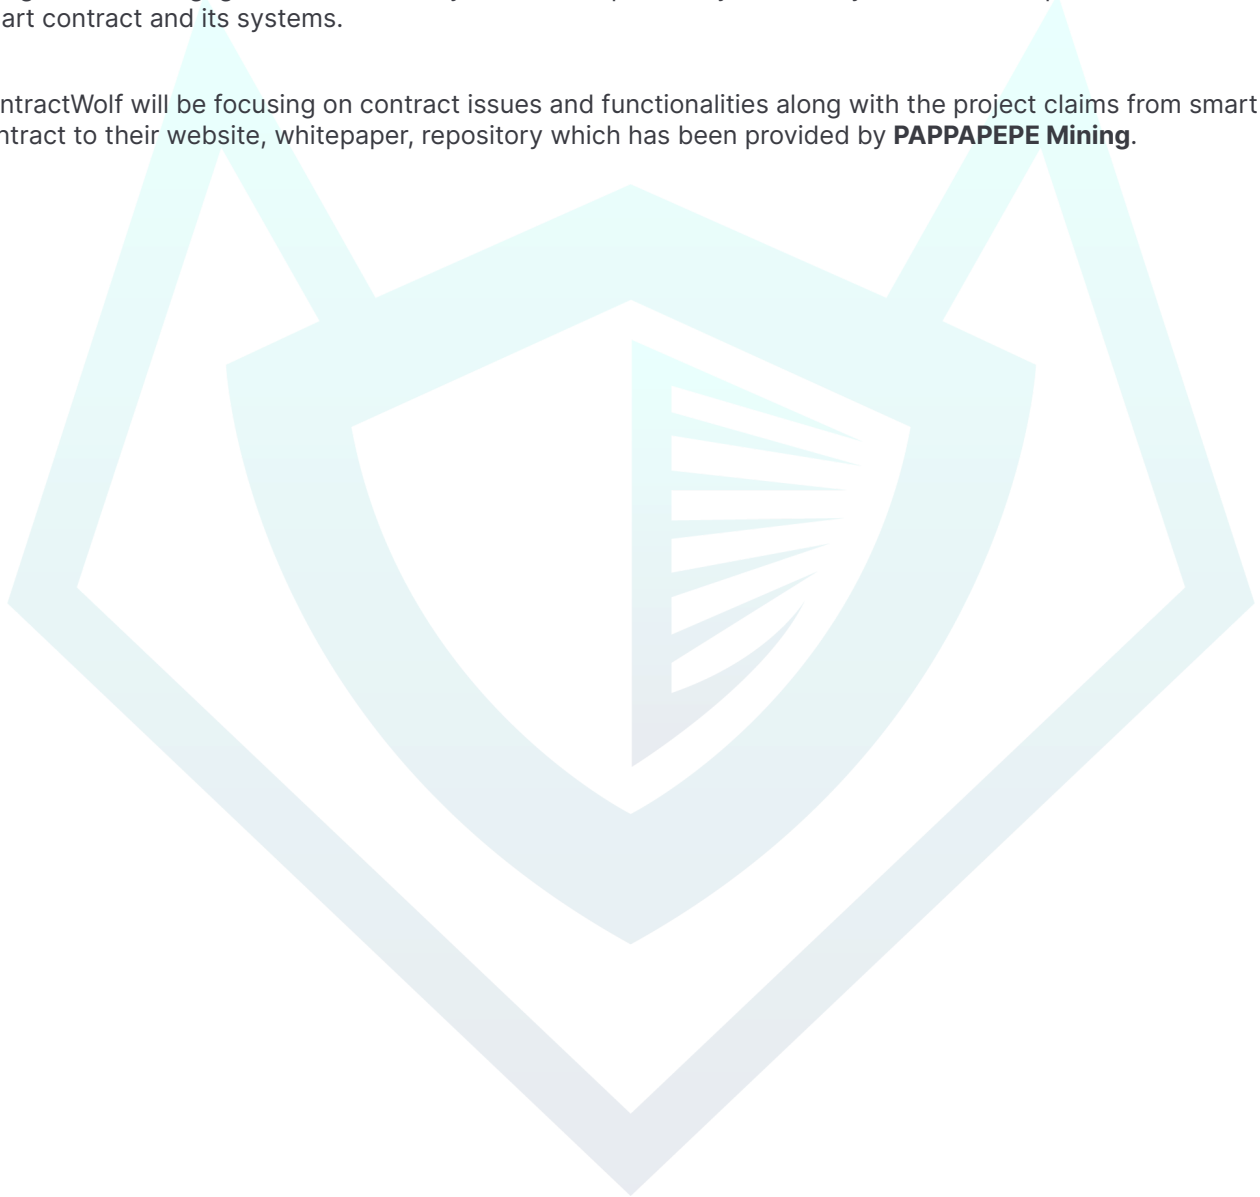 art contract and its systems.
ntractWolf will be focusing on contract issues and functionalities along with the project claims from smart
ntract to their website, whitepaper, repository which has been provided by PAPPAPEPE Mining.